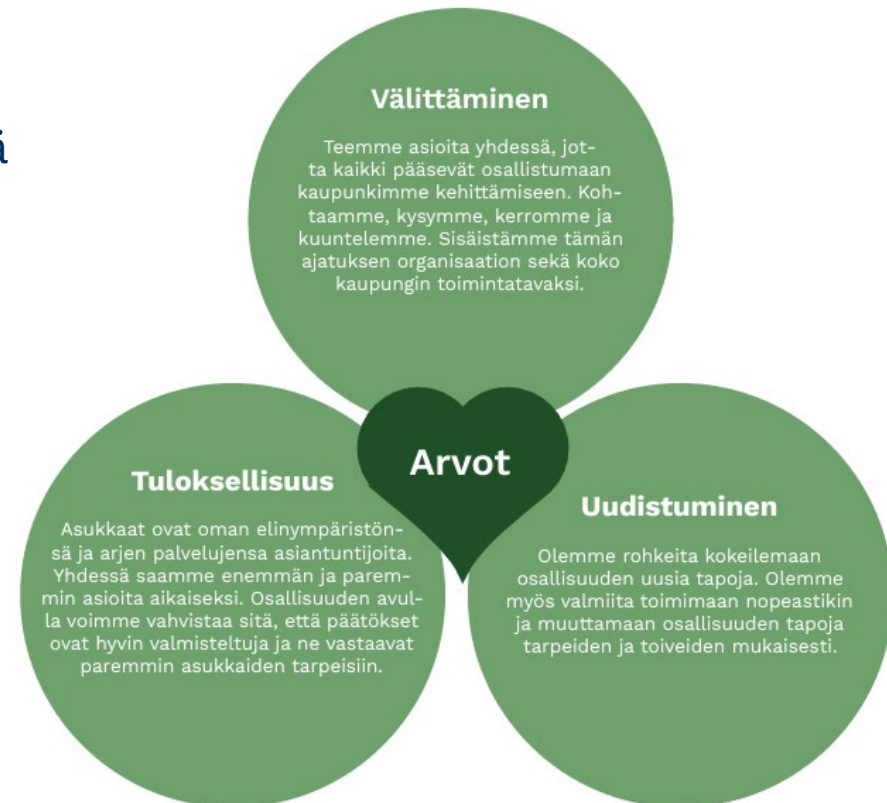 ä
Välittäminen
Teemme asioita yhdessä, jot-
ta kaikki pääsevät osallistumaan
kaupunkimme kehittämiseen. Koh-
taamme, kysymme, kerromme ja
kuuntelemme. Sisäistämme tämän
ajatuksen organisaation sekä koko
kaupungin toimintatavaksi.
Arvot
Tuloksellisuus
Asukkaat ovat oman elinympäristön-
sä ja arjen palvelujensa asiantuntijoita.
Yhdessä saamme enemmän ja parem-
min asioita aikaiseksi. Osallisuuden avul-
la voimme vahvistaa sitä, että päätökset
ovat hyvin valmisteltuja ja ne vastaavat
paremmin asukkaiden tarpeisiin.
Uudistuminen
Olemme rohkeita kokeilemaan
osallisuuden uusia tapoja. Olemme
myös valmiita toimimaan nopeastikin
ja muuttamaan osallisuuden tapoja
tarpeiden ja toiveiden mukaisesti.